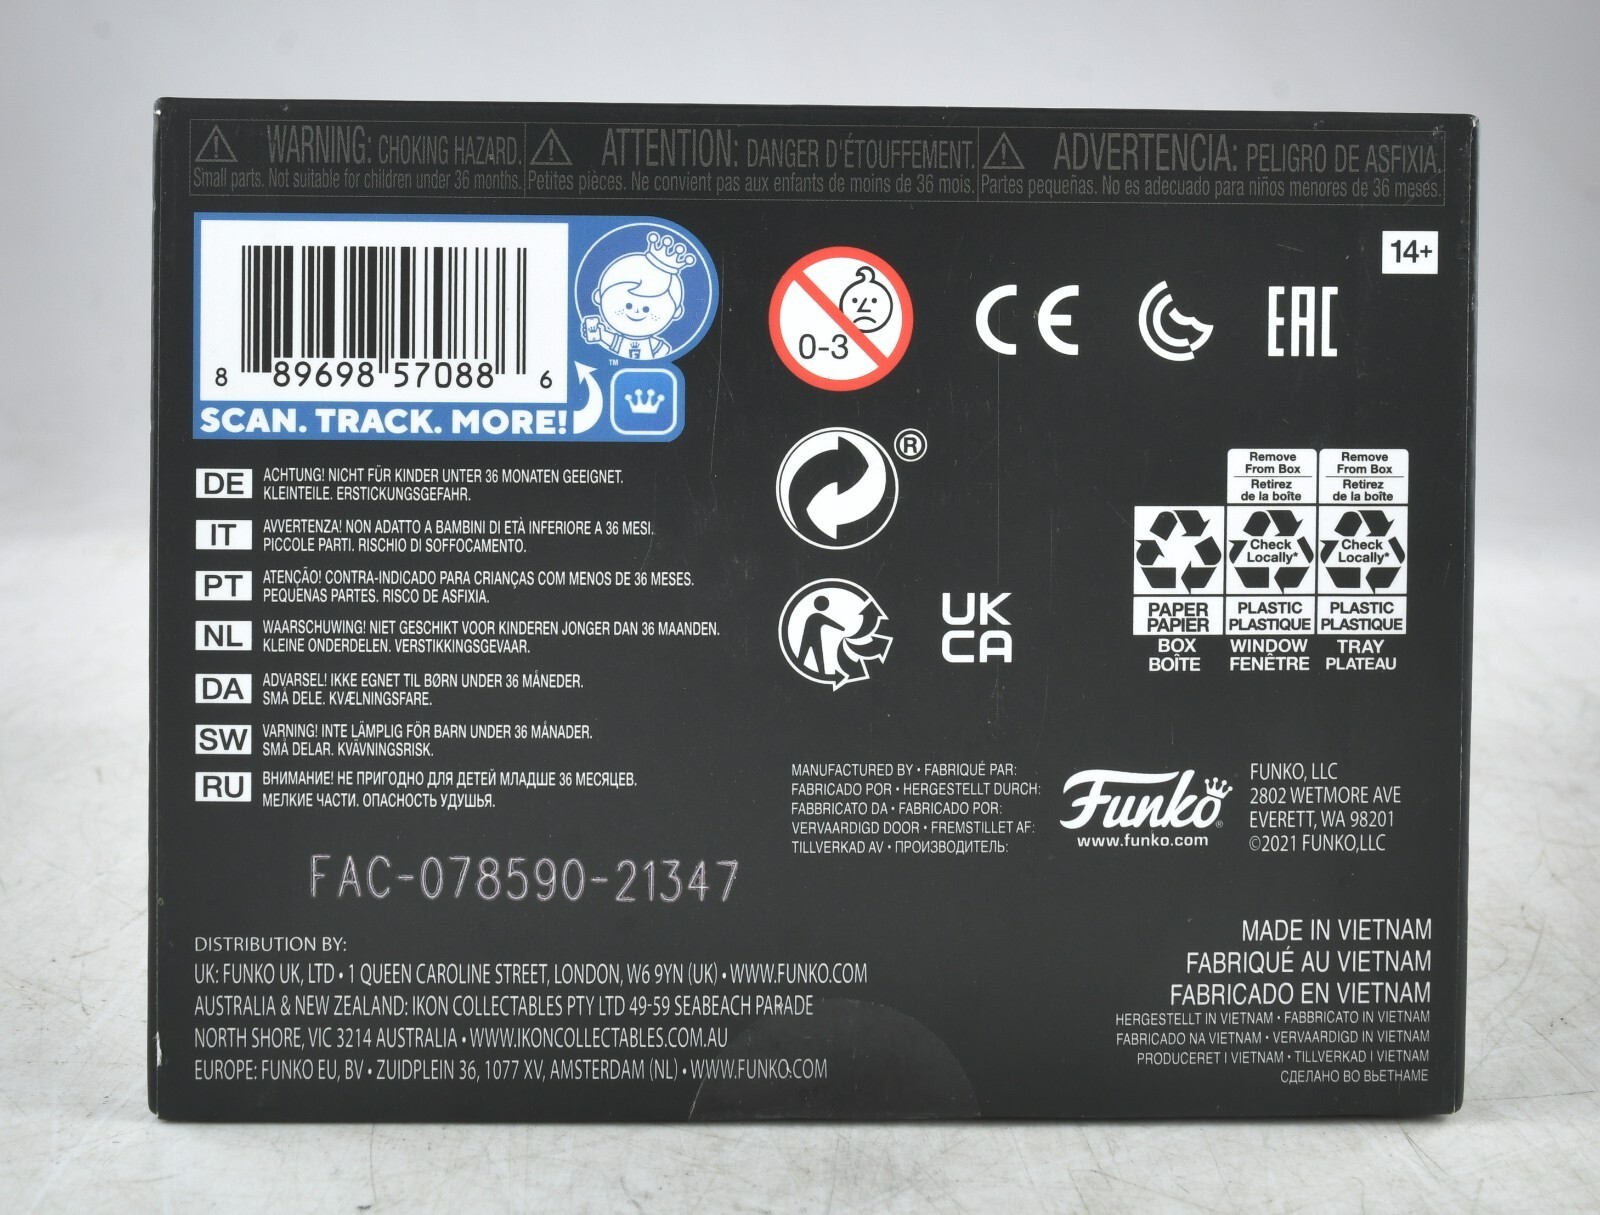 WARNING: CHOKING HAZARD.
Small parts. Not suitable for children under 36 months.
ATTENTION: DANGER D'ÉTOUFFEMENT.
Petites pièces. Ne convient pas aux enfants de moins de 36 mois.
ADVERTENCIA: PELIGRO DE ASFIXIA.
Partes pequeñas. No es adecuado para niños menores de 36 meses.
14+
8 89698 57088 6
SCAN. TRACK. MORE!
™
0-3
CE
EAC
DE
ACHTUNG! NICHT FÜR KINDER UNTER 36 MONATEN GEEIGNET.
KLEINTEILE. ERSTICKUNGSGEFAHR.
IT
AVVERTENZA! NON ADATTO A BAMBINI DI ETÀ INFERIORE A 36 MESI.
PICCOLE PARTI. RISCHIO DI SOFFOCAMENTO.
PT
ATENÇÃO! CONTRA-INDICADO PARA CRIANÇAS COM MENOS DE 36 MESES.
PEQUENAS PARTES. RISCO DE ASFIXIA.
NL
WAARSCHUWING! NIET GESCHIKT VOOR KINDEREN JONGER DAN 36 MAANDEN.
KLEINE ONDERDELEN. VERSTIKKINGSGEVAAR.
DA
ADVARSEL! IKKE EGNET TIL BØRN UNDER 36 MÅNEDER.
SMÅ DELE. KVÆLNINGSFARE.
SW
VARNING! INTE LÄMPLIG FÖR BARN UNDER 36 MÅNADER.
SMÅ DELAR. KVÄVNINGSRISK.
RU
ВНИМАНИЕ! НЕ ПРИГОДНО ДЛЯ ДЕТЕЙ МЛАДШЕ 36 МЕСЯЦЕВ.
МЕЛКИЕ ЧАСТИ. ОПАСНОСТЬ УДУШЬЯ.
®
UK
CA
Remove
From Box
Retirez
de la boîte
Remove
From Box
Retirez
de la boîte
Check
Locally*
Check
Locally*
PAPER
PAPIER
BOX
BOÎTE
PLASTIC
PLASTIQUE
WINDOW
FENÊTRE
PLASTIC
PLASTIQUE
TRAY
PLATEAU
MANUFACTURED BY • FABRIQUÉ PAR:
FABRICADO POR • HERGESTELLT DURCH:
FABBRICATO DA • FABRICADO POR:
VERVAARDIGD DOOR • FREMSTILLET AF:
TILLVERKAD AV • ПРОИЗВОДИТЕЛЬ:
Funko®
www.funko.com
FUNKO, LLC
2802 WETMORE AVE
EVERETT, WA 98201
©2021 FUNKO,LLC
FAC-078590-21347
DISTRIBUTION BY:
UK: FUNKO UK, LTD • 1 QUEEN CAROLINE STREET, LONDON, W6 9YN (UK) • WWW.FUNKO.COM
AUSTRALIA & NEW ZEALAND: IKON COLLECTABLES PTY LTD 49-59 SEABEACH PARADE
NORTH SHORE, VIC 3214 AUSTRALIA • WWW.IKONCOLLECTABLES.COM.AU
EUROPE: FUNKO EU, BV • ZUIDPLEIN 36, 1077 XV, AMSTERDAM (NL) • WWW.FUNKO.COM
MADE IN VIETNAM
FABRIQUÉ AU VIETNAM
FABRICADO EN VIETNAM
HERGESTELLT IN VIETNAM • FABBRICATO IN VIETNAM
FABRICADO NA VIETNAM • VERVAARDIGD IN VIETNAM
PRODUCERET I VIETNAM • TILLVERKAD I VIETNAM
СДЕЛАНО ВО ВЬЕТНАМЕ